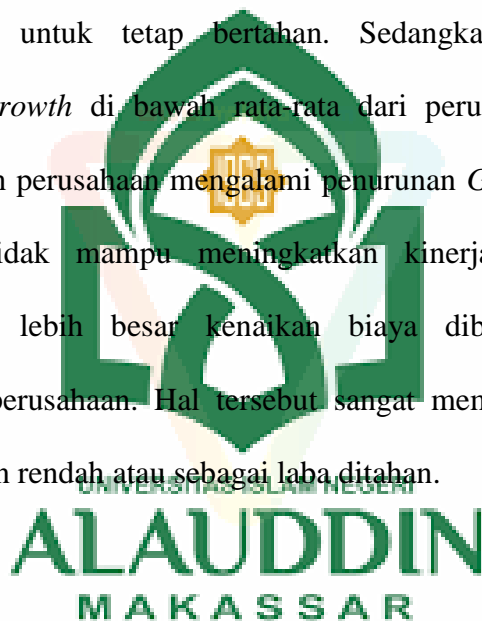 untuk tetap bertahan. Sedangka
rowth di bawah rata-rata dari peru
n perusahaan mengalami penurunan G
idak mampu meningkatkan kinerja
lebih besar kenaikan biaya dib
perusahaan. Hal tersebut sangat men
n rendah atau sebagai laba ditahan.
UNIVERSITAS ISLAM NEGERI
ALAUDDIN
MAKASSAR